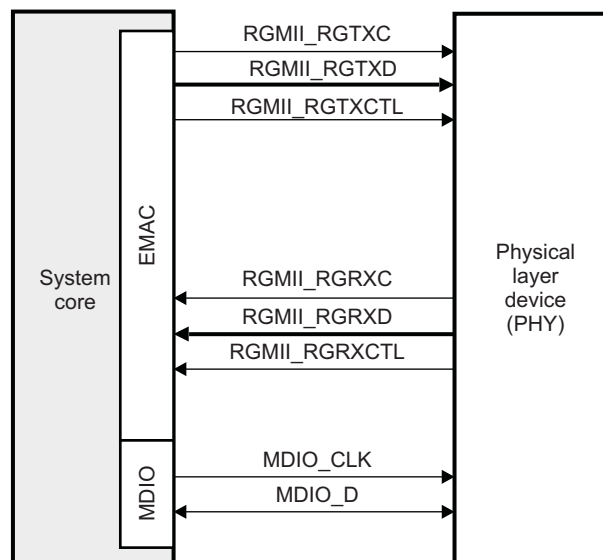 RGMII_RGTXC
RGMII_RGTXD
RGMII_RGTXCTL
EMAC
System
core
Physical
layer
device
(PHY)
RGMII_RGRXC
RGMII_RGRXD
RGMII_RGRXCTL
MDIO
MDIO_CLK
MDIO_D